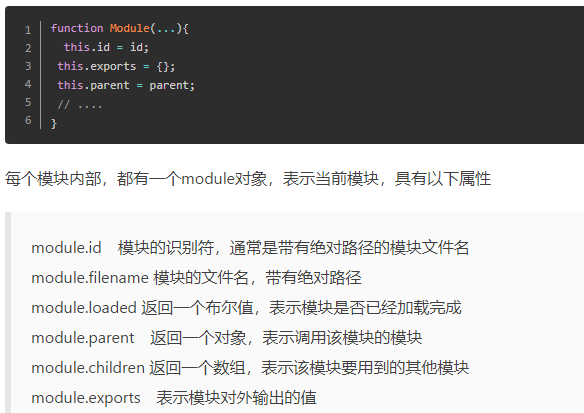 1 function Module(...){
2 this.id = id;
3 this.exports = {};
4 this.parent = parent;
5 // ....
6 }
每个模块内部，都有一个module对象，表示当前模块，具有以下属性
module.id 模块的识别符，通常是带有绝对路径的模块文件名
module.filename 模块的文件名，带有绝对路径
module.loaded 返回一个布尔值，表示模块是否已经加载完成
module.parent 返回一个对象，表示调用该模块的模块
module.children 返回一个数组，表示该模块要用到的其他模块
module.exports 表示模块对外输出的值